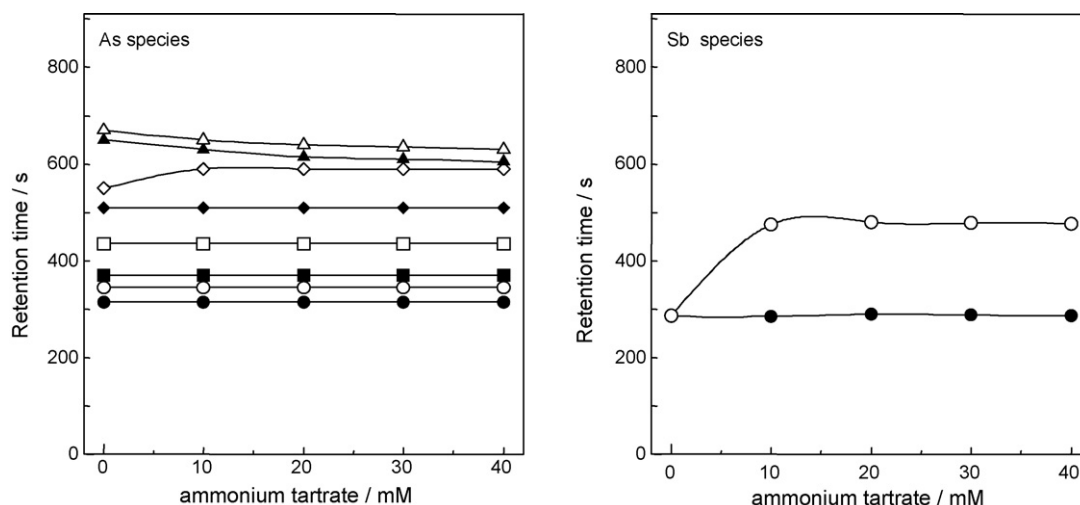 As species
800
600
400
200
0
Retention time / s
0 10 20 30 40
ammonium tartrate / mM
Sb species
800
600
400
200
0
Retention time / s
0 10 20 30 40
ammonium tartrate / mM